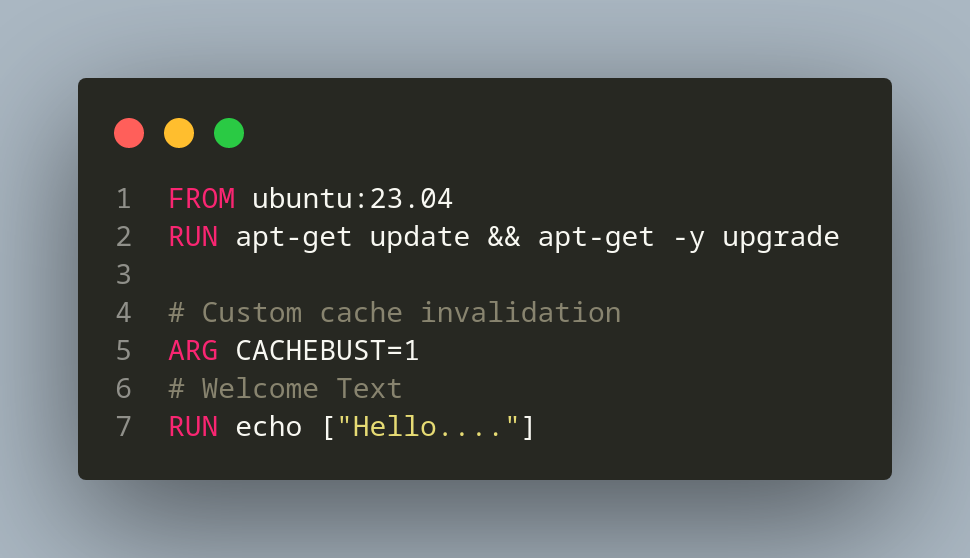 1 FROM ubuntu:23.04
2 RUN apt-get update && apt-get -y upgrade
3
4 # Custom cache invalidation
5 ARG CACHEBUST=1
6 # Welcome Text
7 RUN echo ["Hello...."]